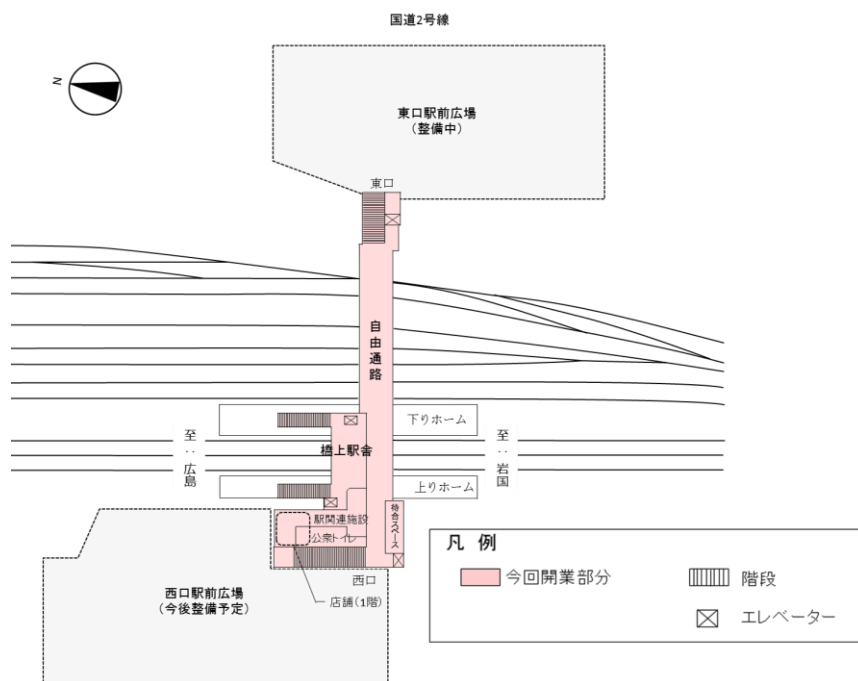 国道2号線
N
東口駅前広場
（整備中）
東口
自由通路
下りホーム
至：広島
橋上駅舎
至：岩国
上りホーム
待合スペース
駅関連施設
公衆トイレ
西口
店舗（1階）
西口駅前広場
（今後整備予定）
凡 例
今回開業部分
階段
エレベーター